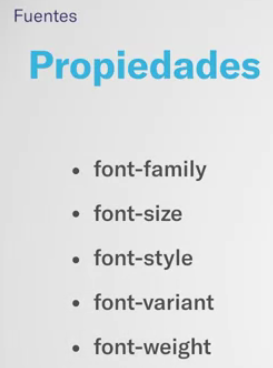 Fuentes
Propiedades
• font-family
• font-size
• font-style
• font-variant
• font-weight